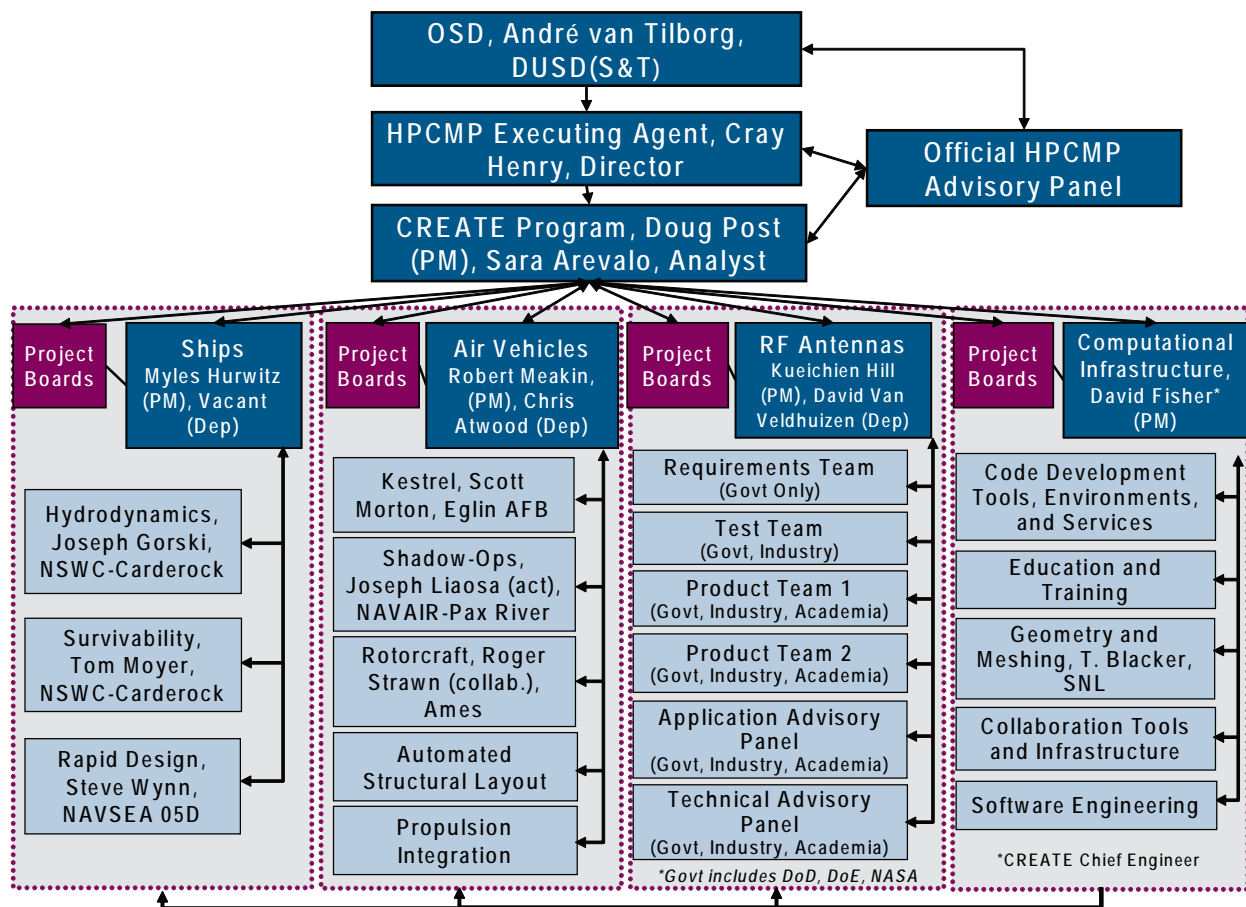 OSD, André van Tilborg,
DUSD(S&T)
HPCMP Executing Agent, Cray
Henry, Director
Official HPCMP
Advisory Panel
CREATE Program, Doug Post
(PM), Sara Arevalo, Analyst
Project
Boards
Ships
Myles Hurwitz
(PM), Vacant
(Dep)
Hydrodynamics,
Joseph Gorski,
NSWC-Carderock
Survivability,
Tom Moyer,
NSWC-Carderock
Rapid Design,
Steve Wynn,
NAVSEA 05D
Project
Boards
Air Vehicles
Robert Meakin,
(PM), Chris
Atwood (Dep)
Kestrel, Scott
Morton, Eglin AFB
Shadow-Ops,
Joseph Liaosa (act),
NAVAIR-Pax River
Rotorcraft, Roger
Strawn (collab.),
Ames
Automated
Structural Layout
Propulsion
Integration
Project
Boards
RF Antennas
Kueichien Hill
(PM), David Van
Veldhuizen (Dep)
Requirements Team
(Govt Only)
Test Team
(Govt, Industry)
Product Team 1
(Govt, Industry, Academia)
Product Team 2
(Govt, Industry, Academia)
Application Advisory
Panel
(Govt, Industry, Academia)
Technical Advisory
Panel
(Govt, Industry, Academia)
*Govt includes DoD, DoE, NASA
Project
Boards
Computational
Infrastructure,
David Fisher*
(PM)
Code Development
Tools, Environments,
and Services
Education and
Training
Geometry and
Meshing, T. Blacker,
SNL
Collaboration Tools
and Infrastructure
Software Engineering
*CREATE Chief Engineer